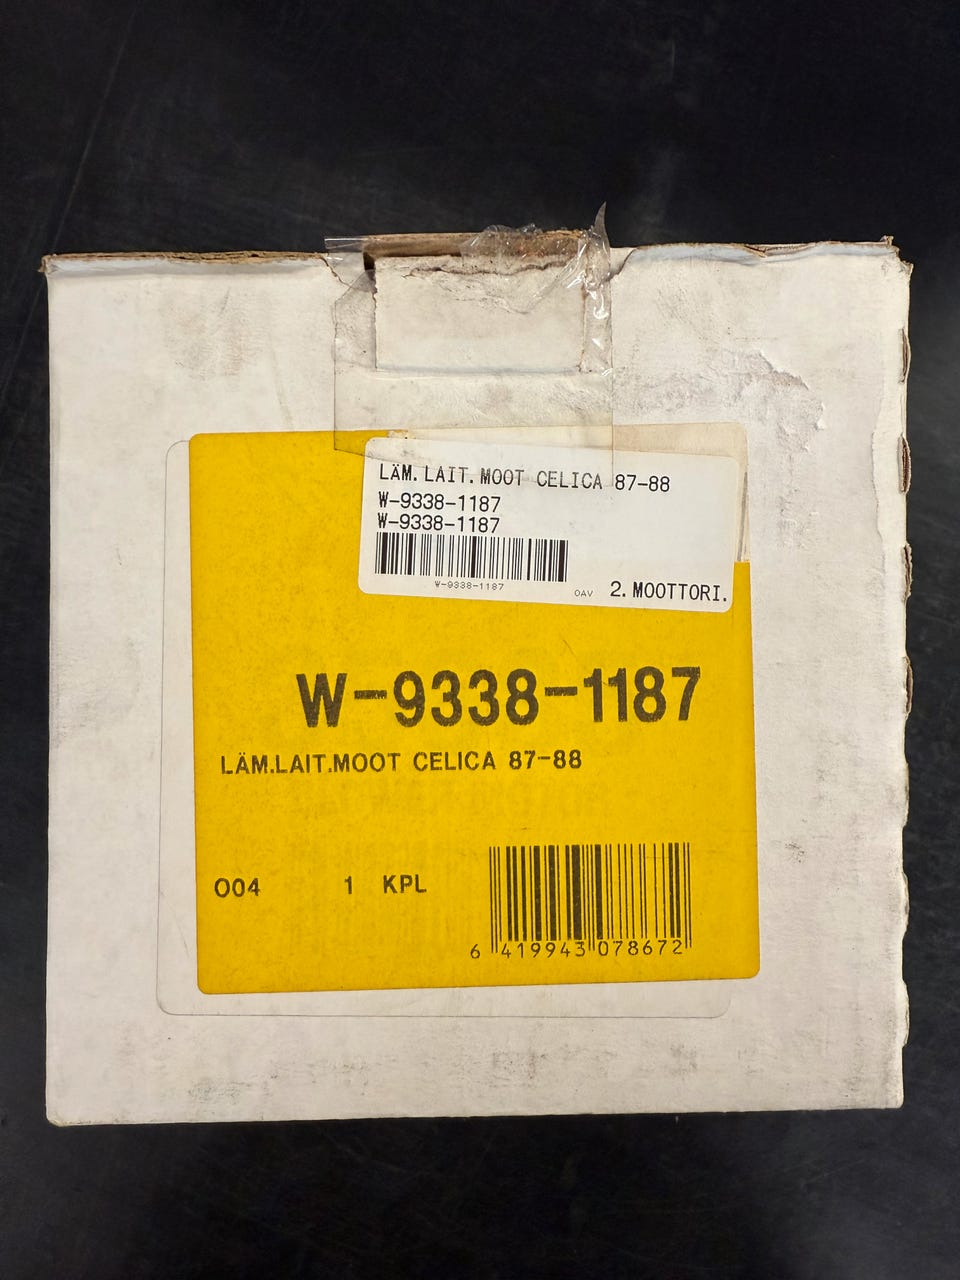 LÄM.LAIT.MOOT CELICA 87-88
W-9338-1187
W-9338-1187
W-9338-1187
OAV 2.MOOTTORI.
W-9338-1187
LÄM.LAIT.MOOT CELICA 87-88
004 1 KPL
6 419943 078672